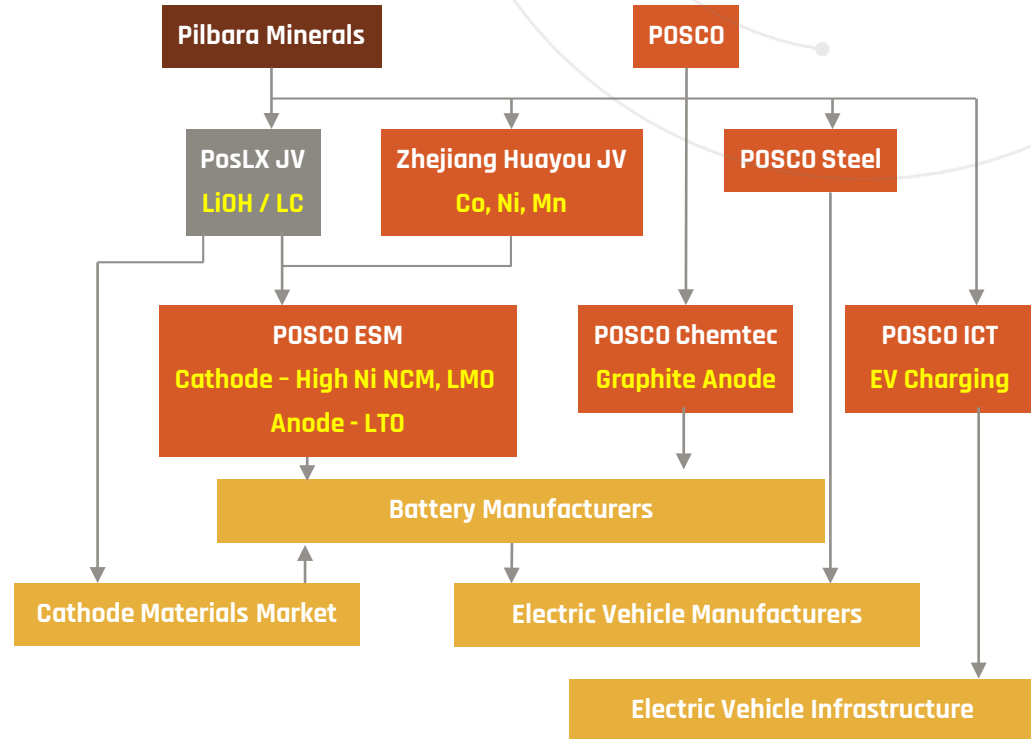 Pilbara Minerals
POSCO
PosLX JV
LiOH / LC
Zhejiang Huayou JV
Co, Ni, Mn
POSCO Steel
POSCO ESM
Cathode – High Ni NCM, LMO
Anode - LTO
POSCO Chemtec
Graphite Anode
POSCO ICT
EV Charging
Battery Manufacturers
Cathode Materials Market
Electric Vehicle Manufacturers
Electric Vehicle Infrastructure